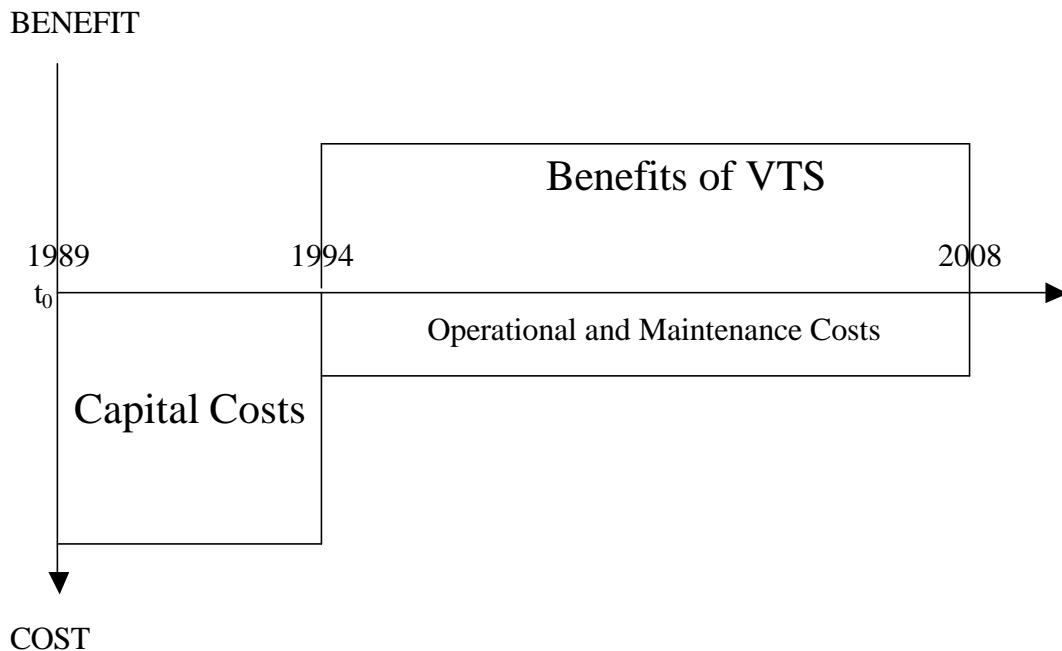 BENEFIT
Benefits of VTS
1989 1994 2008
t₀
Operational and Maintenance Costs
Capital Costs
COST